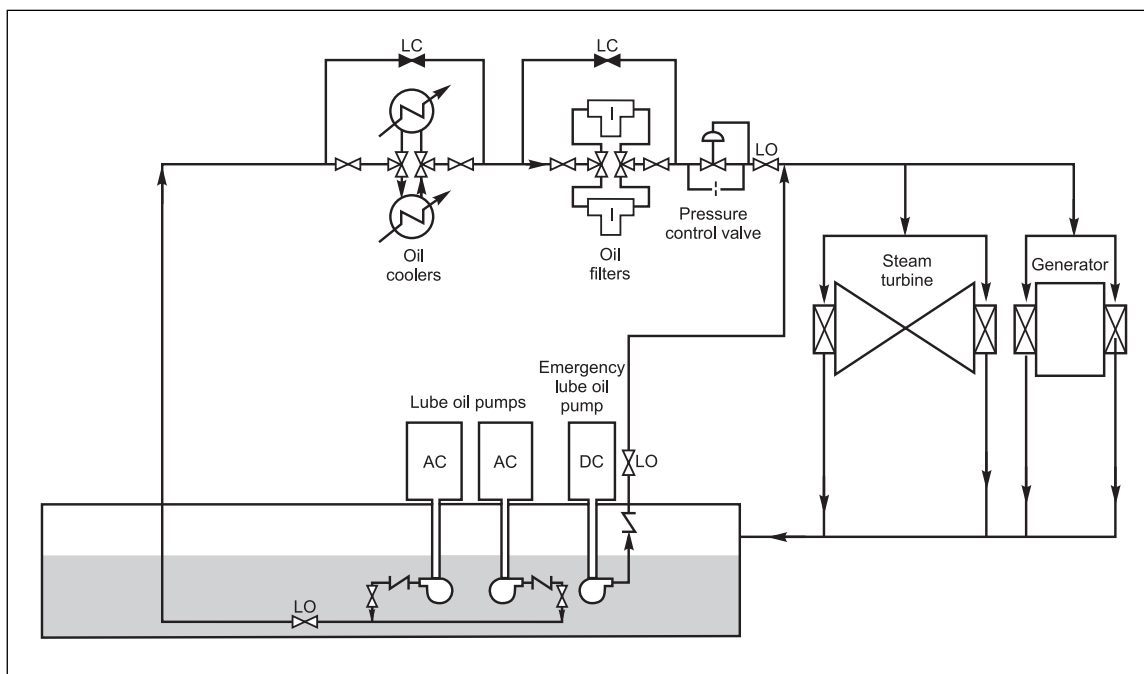 LC
LC
LO
Pressure
control valve
Oil
coolers
Oil
filters
Steam
turbine
Generator
Emergency
lube oil
pump
Lube oil pumps
AC
AC
DC
LO
LO